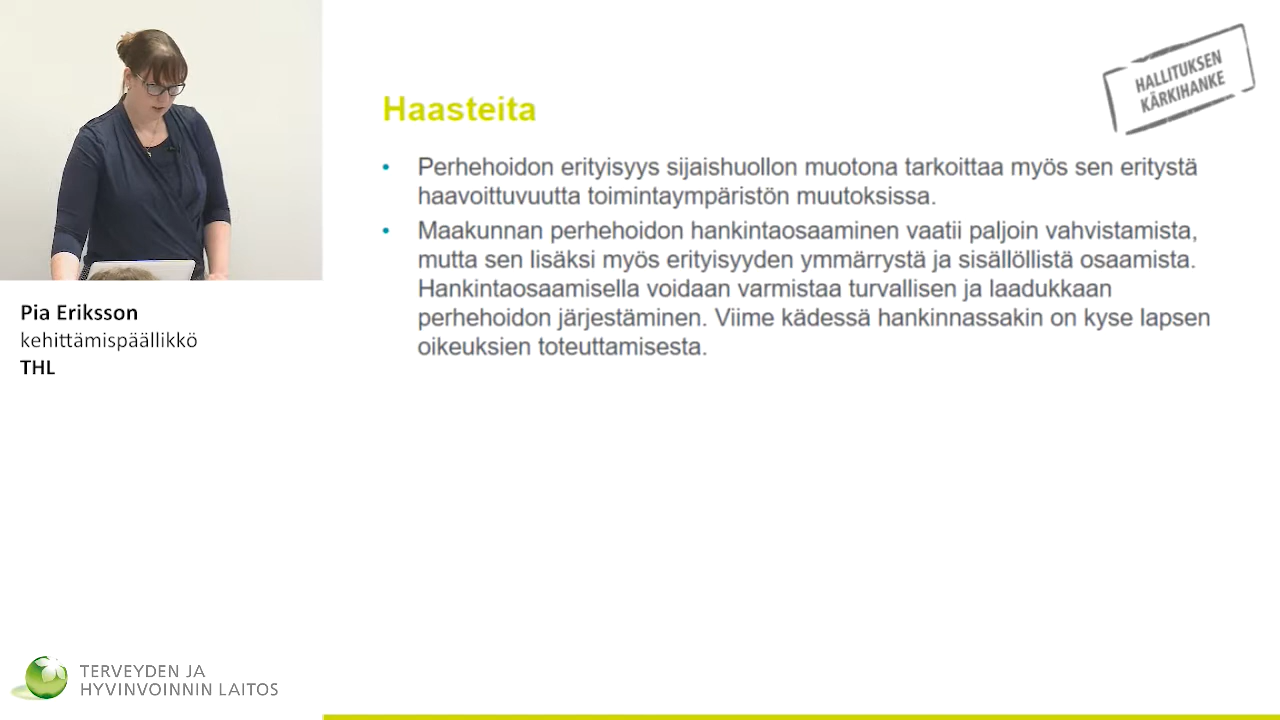 HALLITUKSEN
KÄRKIHANKE
Haasteita
• Perhehoidon erityisyys sijaishuollon muotona tarkoittaa myös sen eritystä
haavoittuvuutta toimintaympäristön muutoksissa.
• Maakunnan perhehoidon hankintaosaaminen vaatii paljoin vahvistamista,
mutta sen lisäksi myös erityisyyden ymmärrystä ja sisällöllistä osaamista.
Hankintaosaamisella voidaan varmistaa turvallisen ja laadukkaan
perhehoidon järjestäminen. Viime kädessä hankinnassakin on kyse lapsen
oikeuksien toteuttamisesta.
Pia Eriksson
kehittämispäällikkö
THL
TERVEYDEN JA
HYVINVOINNIN LAITOS